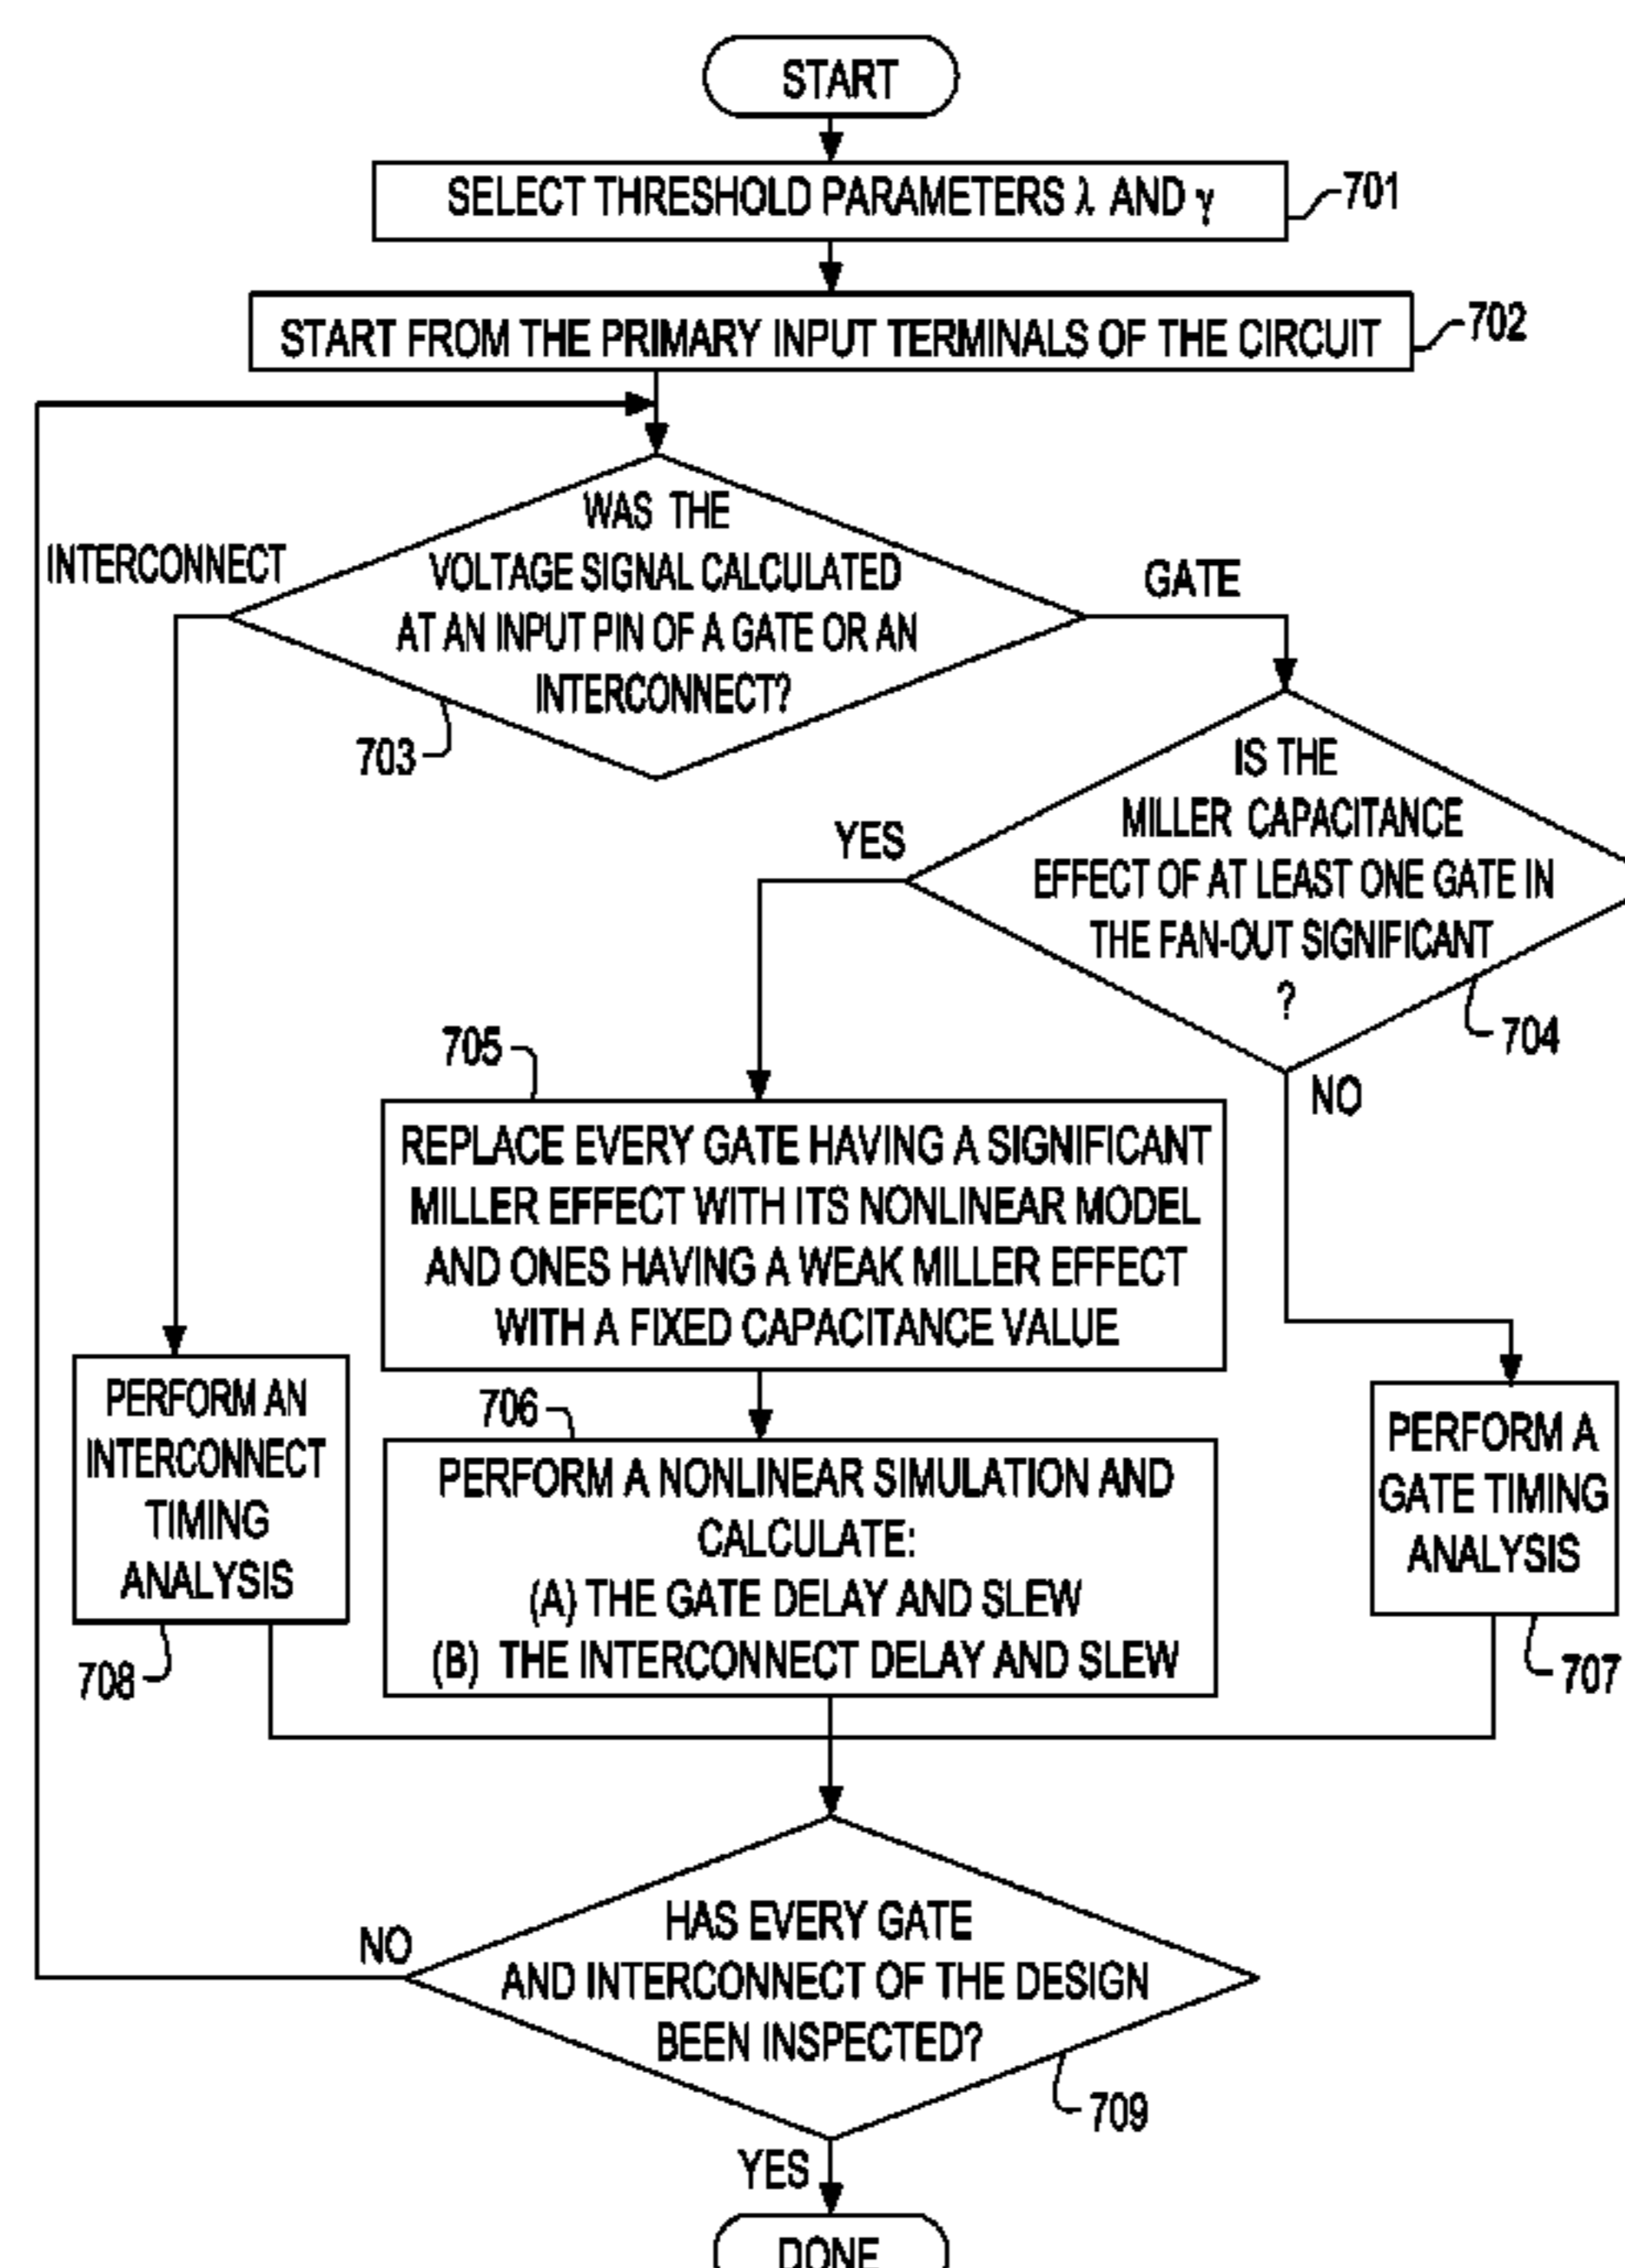 START
SELECT THRESHOLD PARAMETERS λ AND γ
701
START FROM THE PRIMARY INPUT TERMINALS OF THE CIRCUIT
702
WAS THE
VOLTAGE SIGNAL CALCULATED
AT AN INPUT PIN OF A GATE OR AN
INTERCONNECT?
703
INTERCONNECT
GATE
IS THE
MILLER CAPACITANCE
EFFECT OF AT LEAST ONE GATE IN
THE FAN-OUT SIGNIFICANT
?
704
YES
NO
705
REPLACE EVERY GATE HAVING A SIGNIFICANT
MILLER EFFECT WITH ITS NONLINEAR MODEL
AND ONES HAVING A WEAK MILLER EFFECT
WITH A FIXED CAPACITANCE VALUE
706
PERFORM A NONLINEAR SIMULATION AND
CALCULATE:
(A) THE GATE DELAY AND SLEW
(B) THE INTERCONNECT DELAY AND SLEW
PERFORM A
GATE TIMING
ANALYSIS
707
PERFORM AN
INTERCONNECT
TIMING
ANALYSIS
708
HAS EVERY GATE
AND INTERCONNECT OF THE DESIGN
BEEN INSPECTED?
709
NO
YES
DONE